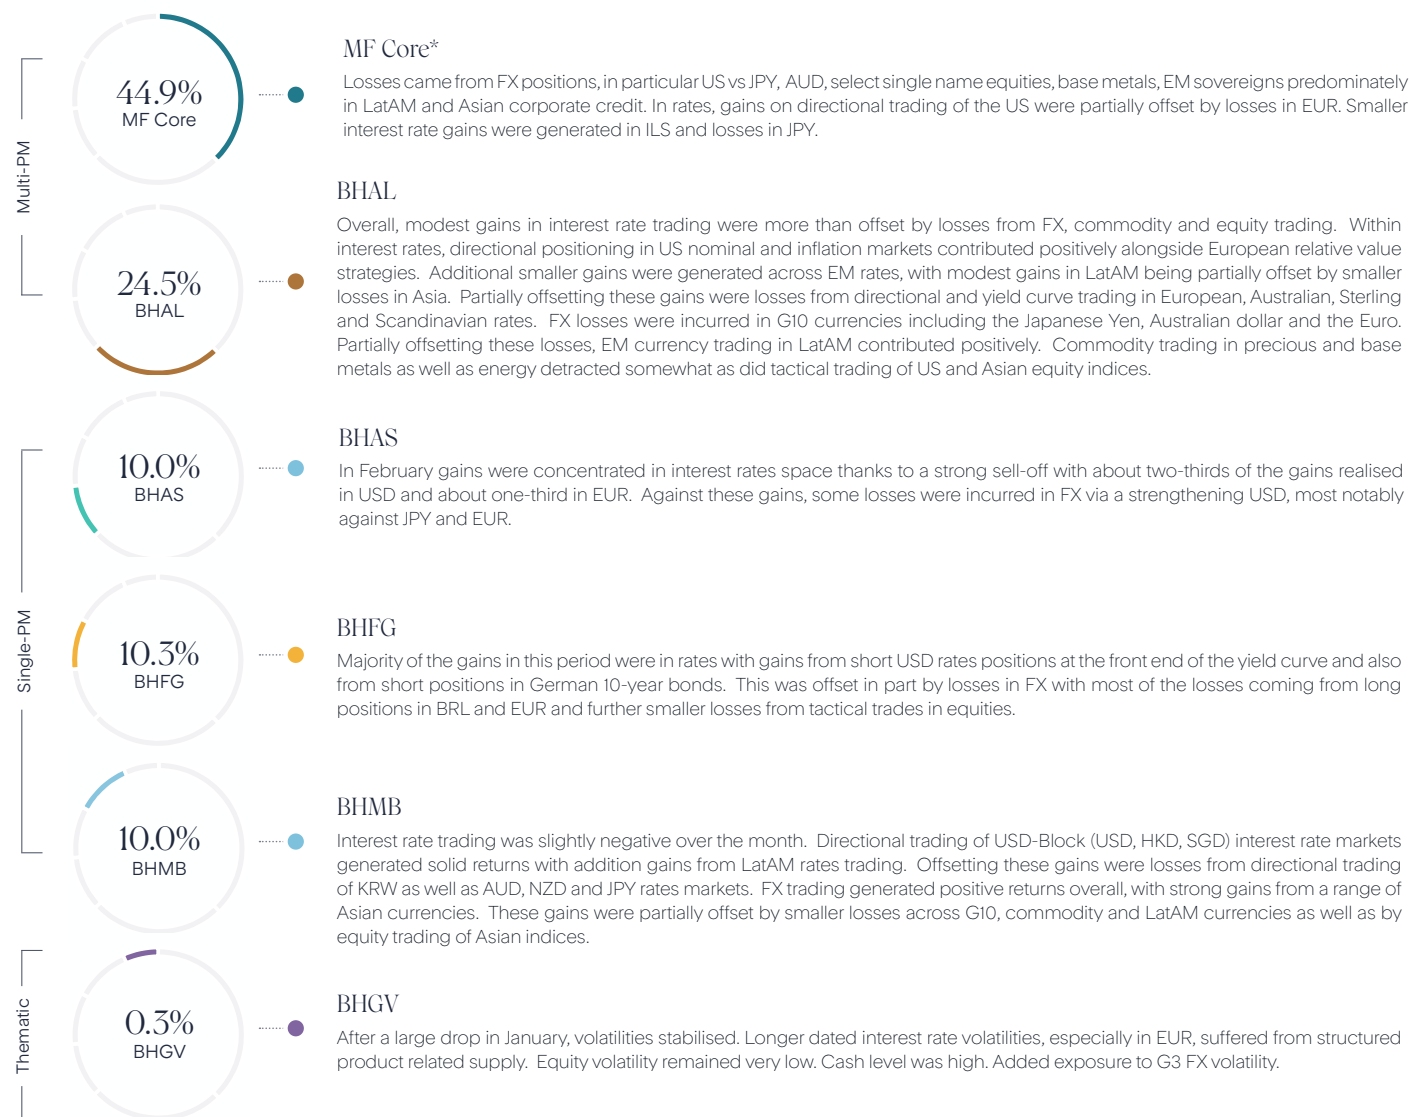 Multi-PM
44.9%
MF Core
MF Core*
Losses came from FX positions, in particular US vs JPY, AUD, select single name equities, base metals, EM sovereigns predominately
in LatAM and Asian corporate credit. In rates, gains on directional trading of the US were partially offset by losses in EUR. Smaller
interest rate gains were generated in ILS and losses in JPY.
24.5%
BHAL
BHAL
Overall, modest gains in interest rate trading were more than offset by losses from FX, commodity and equity trading. Within
interest rates, directional positioning in US nominal and inflation markets contributed positively alongside European relative value
strategies. Additional smaller gains were generated across EM rates, with modest gains in LatAM being partially offset by smaller
losses in Asia. Partially offsetting these gains were losses from directional and yield curve trading in European, Australian, Sterling
and Scandinavian rates. FX losses were incurred in G10 currencies including the Japanese Yen, Australian dollar and the Euro.
Partially offsetting these losses, EM currency trading in LatAM contributed positively. Commodity trading in precious and base
metals as well as energy detracted somewhat as did tactical trading of US and Asian equity indices.
Single-PM
10.0%
BHAS
BHAS
In February gains were concentrated in interest rates space thanks to a strong sell-off with about two-thirds of the gains realised
in USD and about one-third in EUR. Against these gains, some losses were incurred in FX via a strengthening USD, most notably
against JPY and EUR.
10.3%
BHFG
BHFG
Majority of the gains in this period were in rates with gains from short USD rates positions at the front end of the yield curve and also
from short positions in German 10-year bonds. This was offset in part by losses in FX with most of the losses coming from long
positions in BRL and EUR and further smaller losses from tactical trades in equities.
10.0%
BHMB
BHMB
Interest rate trading was slightly negative over the month. Directional trading of USD-Block (USD, HKD, SGD) interest rate markets
generated solid returns with addition gains from LatAM rates trading. Offsetting these gains were losses from directional trading
of KRW as well as AUD, NZD and JPY rates markets. FX trading generated positive returns overall, with strong gains from a range of
Asian currencies. These gains were partially offset by smaller losses across G10, commodity and LatAM currencies as well as by
equity trading of Asian indices.
Thematic
0.3%
BHGV
BHGV
After a large drop in January, volatilities stabilised. Longer dated interest rate volatilities, especially in EUR, suffered from structured
product related supply. Equity volatility remained very low. Cash level was high. Added exposure to G3 FX volatility.